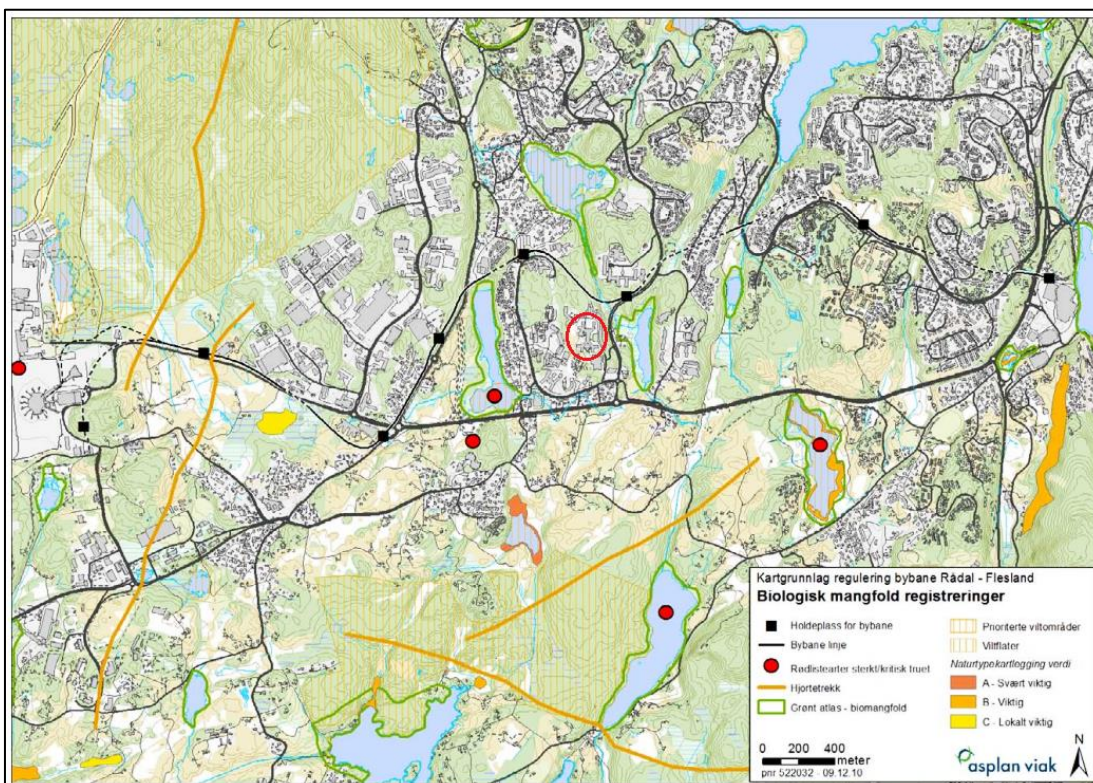 Kartgrunnlag regulering bybane Rådal - Flesland
Biologisk mangfold registreringer
Holdeplass for bybane
Bybane linje
Rødlistearter sterkt/kritisk truet
Hjortetrekk
Grønt atlas - biomangfold
Prioriterte viltområder
Viltflater
Naturtypekartlegging verdi
A - Svært viktig
B - Viktig
C - Lokalt viktig
0 200 400
meter
pnr 522032 - 09.12.10
N
asplan viak